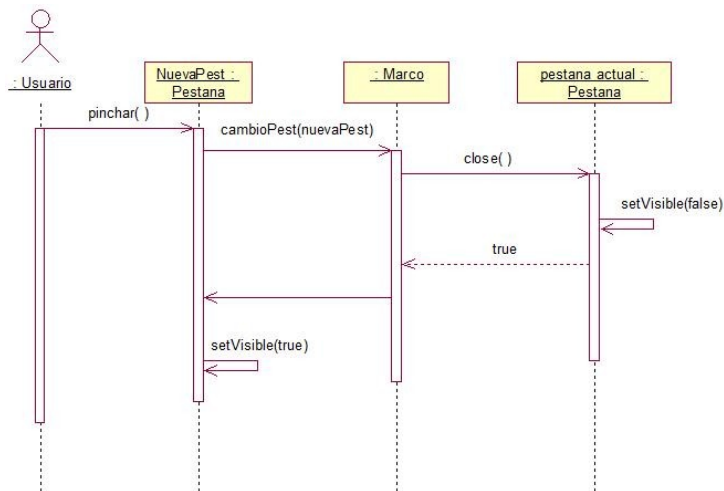 : Usuario
NuevaPest :
Pestana
: Marco
pestana actual :
Pestana
pinchar( )
cambioPest(nuevaPest)
close( )
setVisible(false)
true
setVisible(true)